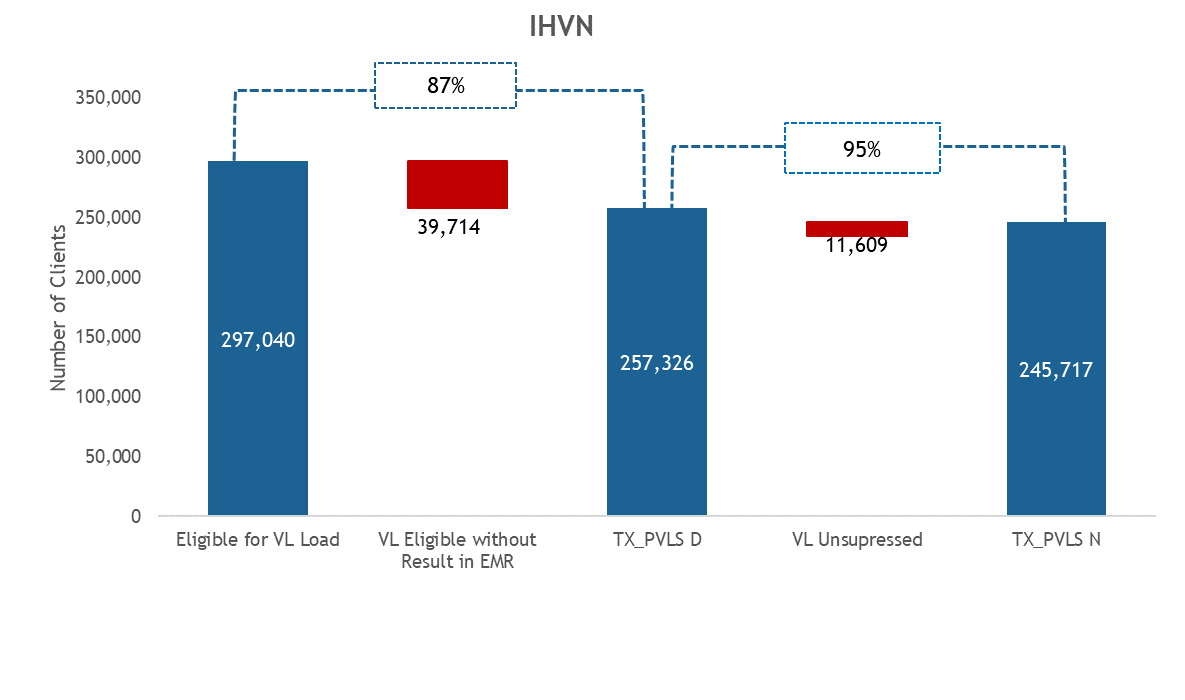 IHVN
87%
95%
350,000
300,000
250,000
200,000
150,000
100,000
50,000
0
Number of Clients
297,040
39,714
257,326
11,609
245,717
Eligible for VL Load
VL Eligible without
Result in EMR
TX_PVLS D
VL Unsupressed
TX_PVLS N